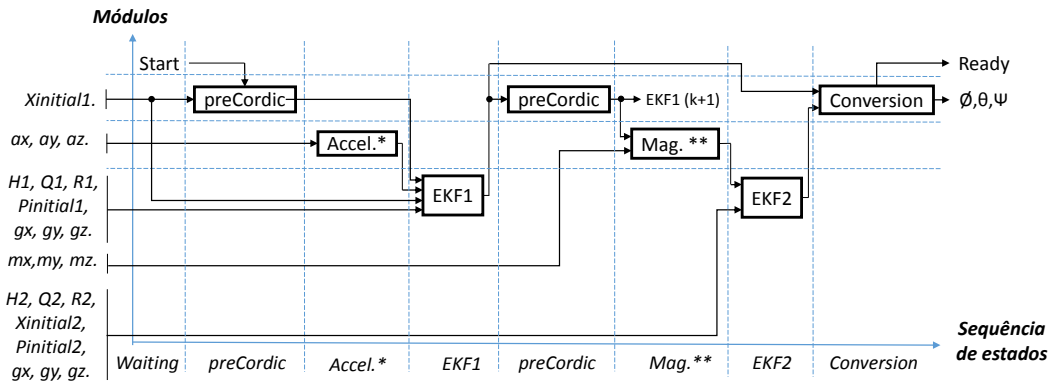 Módulos
Start
Ready
Xinitial1.
preCordic
preCordic
EKF1 (k+1)
Conversion
Ø,θ,Ψ
ax, ay, az.
Accel.*
Mag. **
H1, Q1, R1,
Pinitial1,
gx, gy, gz.
EKF1
EKF2
mx,my, mz.
H2, Q2, R2,
Xinitial2,
Pinitial2,
gx, gy, gz.
Waiting
preCordic
Accel.*
EKF1
preCordic
Mag.**
EKF2
Conversion
Sequência
de estados